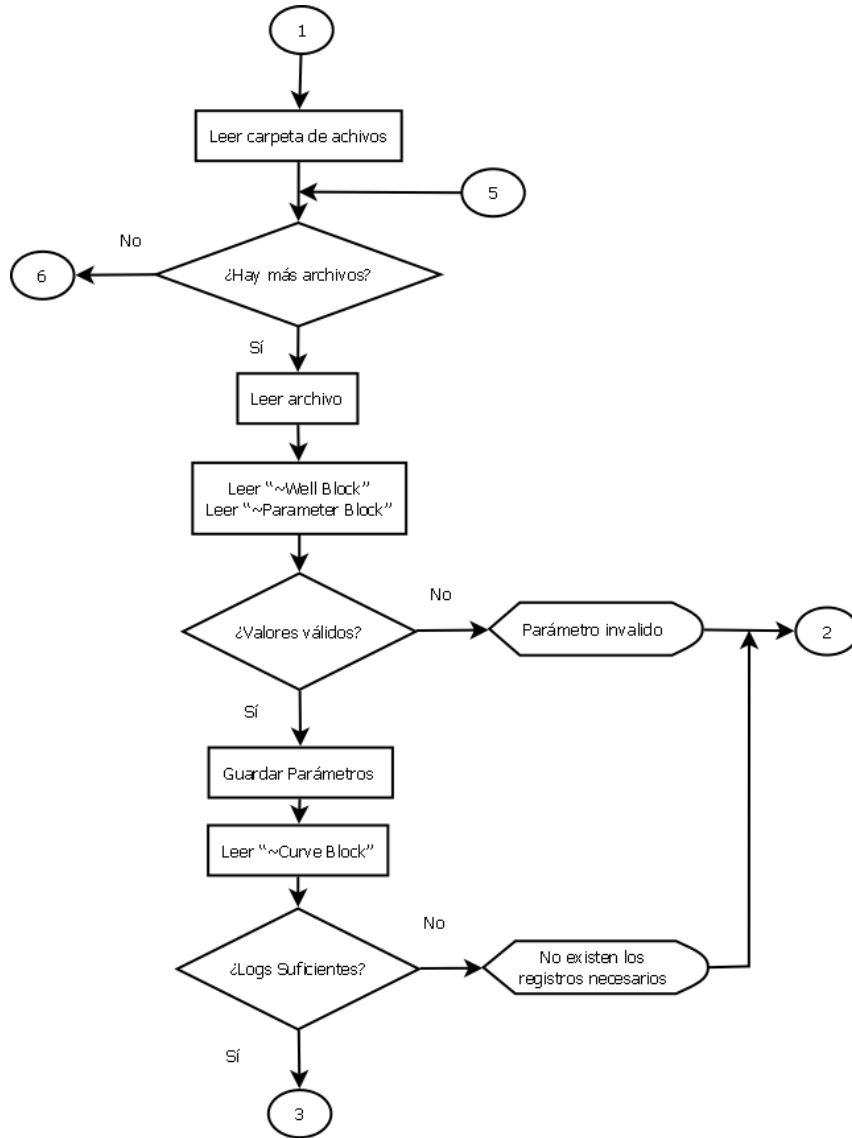 1
Leer carpeta de achivos
5
No
6
¿Hay más archivos?
Sí
Leer archivo
Leer “~Well Block”
Leer “~Parameter Block”
No
¿Valores válidos?
Parámetro invalido
2
Sí
Guardar Parámetros
Leer “~Curve Block”
No
¿Logs Suficientes?
No existen los
registros necesarios
Sí
3